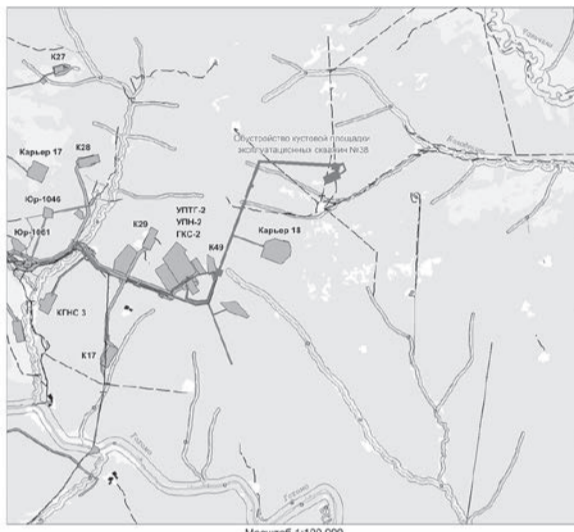 К27
Обустройство кустовой площадки
эксплуатационных скважин №38
Карьер 17
К28
Юр-1046
УПТГ-2
УПН-2
ГКС-2
К29
К49
Карьер 18
Юр-1061
КГНС 3
К17
Масштаб 1:120 000